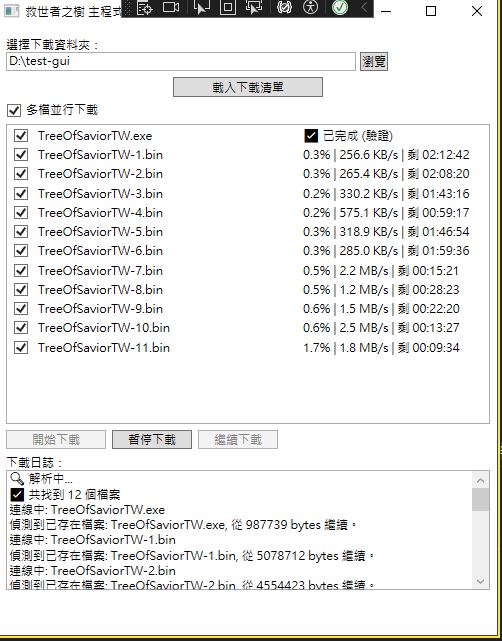 救世者之樹 主程式
選擇下載資料夾：
D:\test-gui 瀏覽
載入下載清單
多檔並行下載
TreeOfSaviorTW.exe 已完成 (驗證)
TreeOfSaviorTW-1.bin 0.3% | 256.6 KB/s | 剩 02:12:42
TreeOfSaviorTW-2.bin 0.3% | 265.4 KB/s | 剩 02:08:20
TreeOfSaviorTW-3.bin 0.2% | 330.2 KB/s | 剩 01:43:16
TreeOfSaviorTW-4.bin 0.2% | 575.1 KB/s | 剩 00:59:17
TreeOfSaviorTW-5.bin 0.3% | 318.9 KB/s | 剩 01:46:54
TreeOfSaviorTW-6.bin 0.3% | 285.0 KB/s | 剩 01:59:36
TreeOfSaviorTW-7.bin 0.5% | 2.2 MB/s | 剩 00:15:21
TreeOfSaviorTW-8.bin 0.5% | 1.2 MB/s | 剩 00:28:23
TreeOfSaviorTW-9.bin 0.6% | 1.5 MB/s | 剩 00:22:20
TreeOfSaviorTW-10.bin 0.6% | 2.5 MB/s | 剩 00:13:27
TreeOfSaviorTW-11.bin 1.7% | 1.8 MB/s | 剩 00:09:34
開始下載 暫停下載 繼續下載
下載日誌：
解析中...
共找到 12 個檔案
連線中: TreeOfSaviorTW.exe
偵測到已存在檔案: TreeOfSaviorTW.exe, 從 987739 bytes 繼續。
連線中: TreeOfSaviorTW-1.bin
偵測到已存在檔案: TreeOfSaviorTW-1.bin, 從 5078712 bytes 繼續。
連線中: TreeOfSaviorTW-2.bin
偵測到已存在檔案: TreeOfSaviorTW-2.bin, 從 4554423 bytes 繼續。